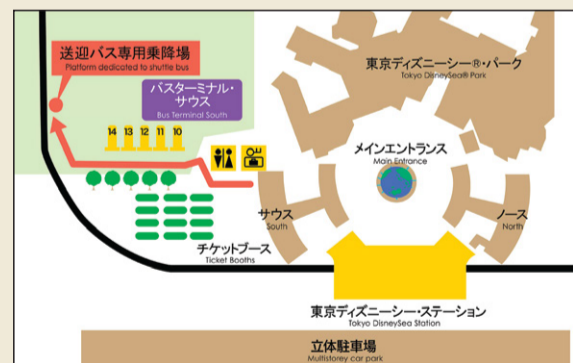 送迎バス専用乗降場
Platform dedicated to shuttle bus
バスターミナル・
サウス
Bus Terminal South
14 13 12 11 10
東京ディズニーシー®・パーク
Tokyo DisneySea® Park
メインエントランス
Main Entrance
サウス
South
ノース
North
チケットブース
Ticket Booths
東京ディズニーシー・ステーション
Tokyo DisneySea Station
立体駐車場
Multistorey car park